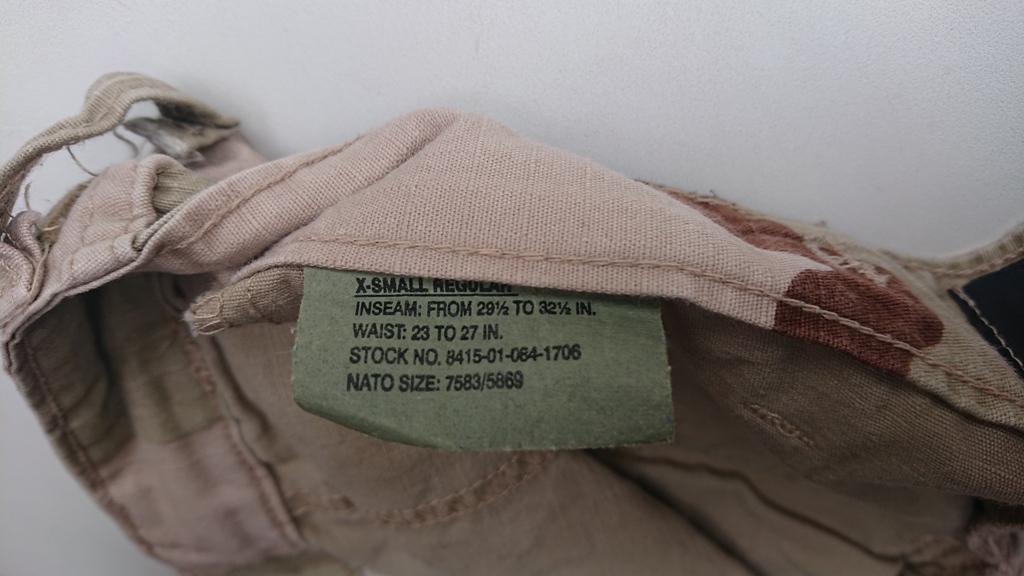 X-SMALL REGULAR
INSEAM: FROM 29½ TO 32½ IN.
WAIST: 23 TO 27 IN.
STOCK NO. 8415-01-084-1706
NATO SIZE: 7583/5869